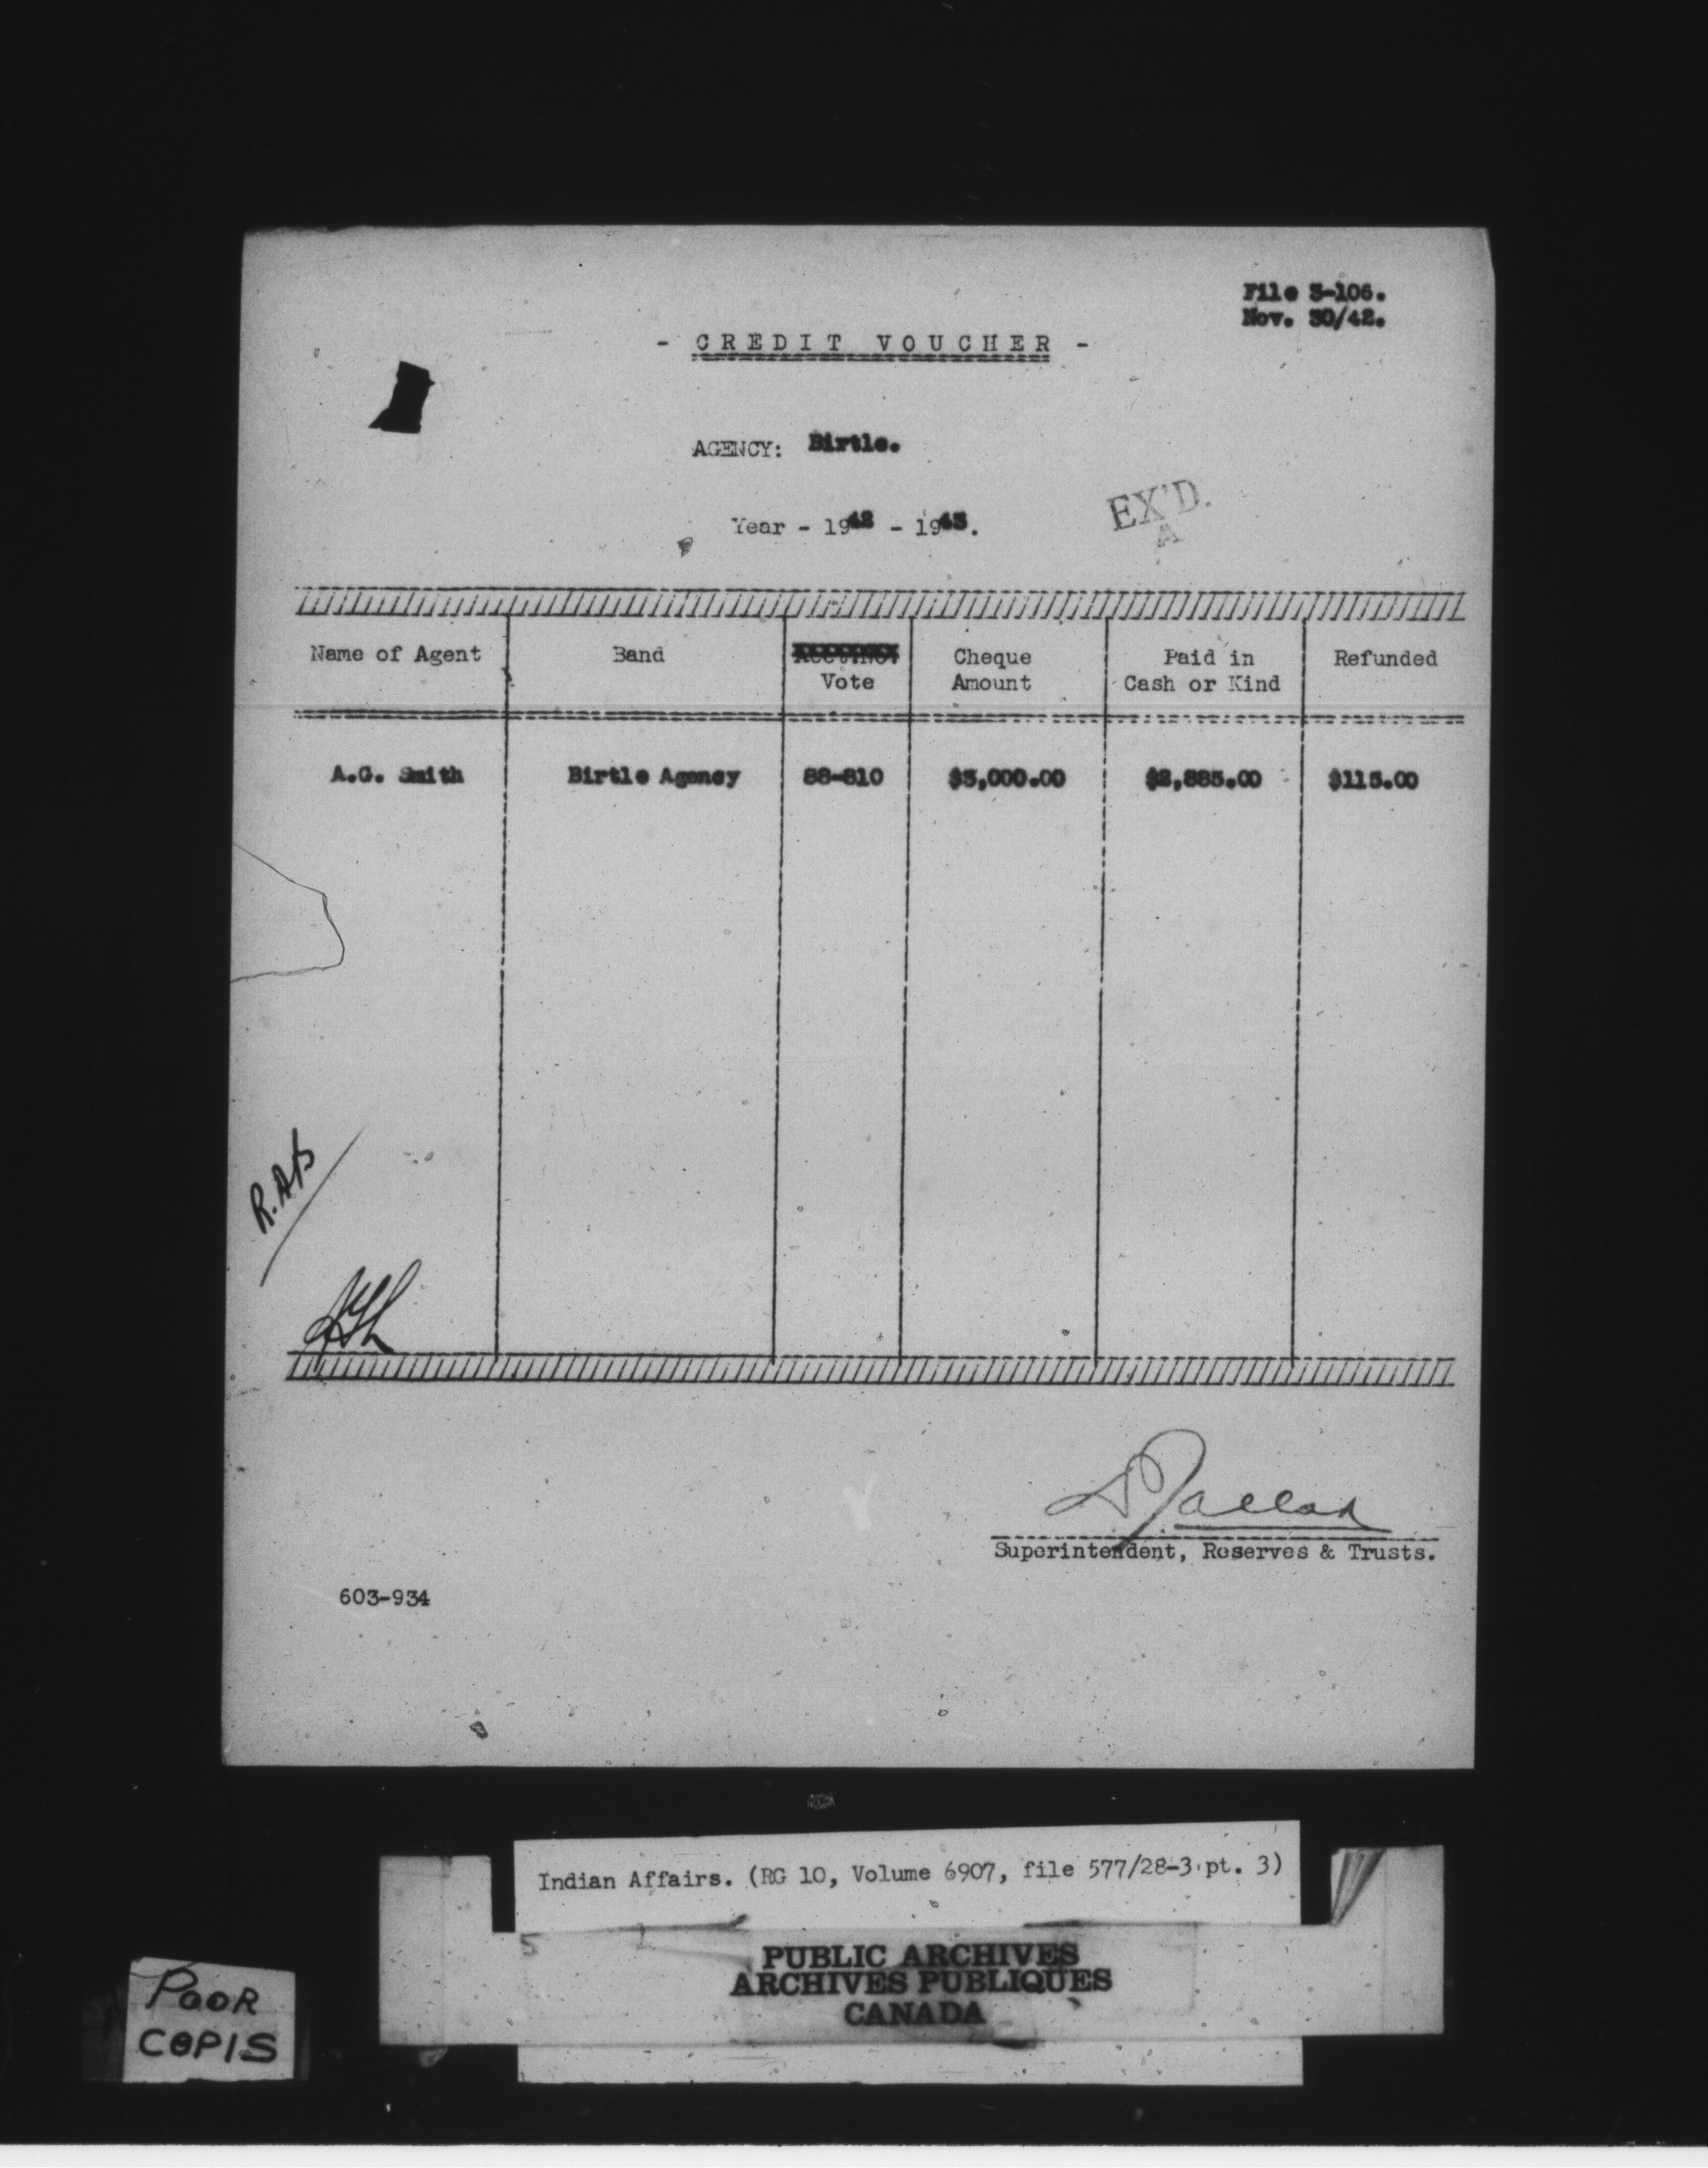 File 3-106.
Nov. 30/42.
- CREDIT VOUCHER -
AGENCY: Birtle.
Year - 1942 - 1943.
EX'D.
A
Name of Agent Band Acct.No. Cheque Paid in Refunded
Vote Amount Cash or Kind
A.G. Smith Birtle Agency 88-810 $3,000.00 $2,885.00 $115.00
Superintendent, Reserves & Trusts.
603-934
Indian Affairs. (RG 10, Volume 6907, file 577/28-3 pt. 3)
5
PUBLIC ARCHIVES
ARCHIVES PUBLIQUES
CANADA
POOR
COPIS